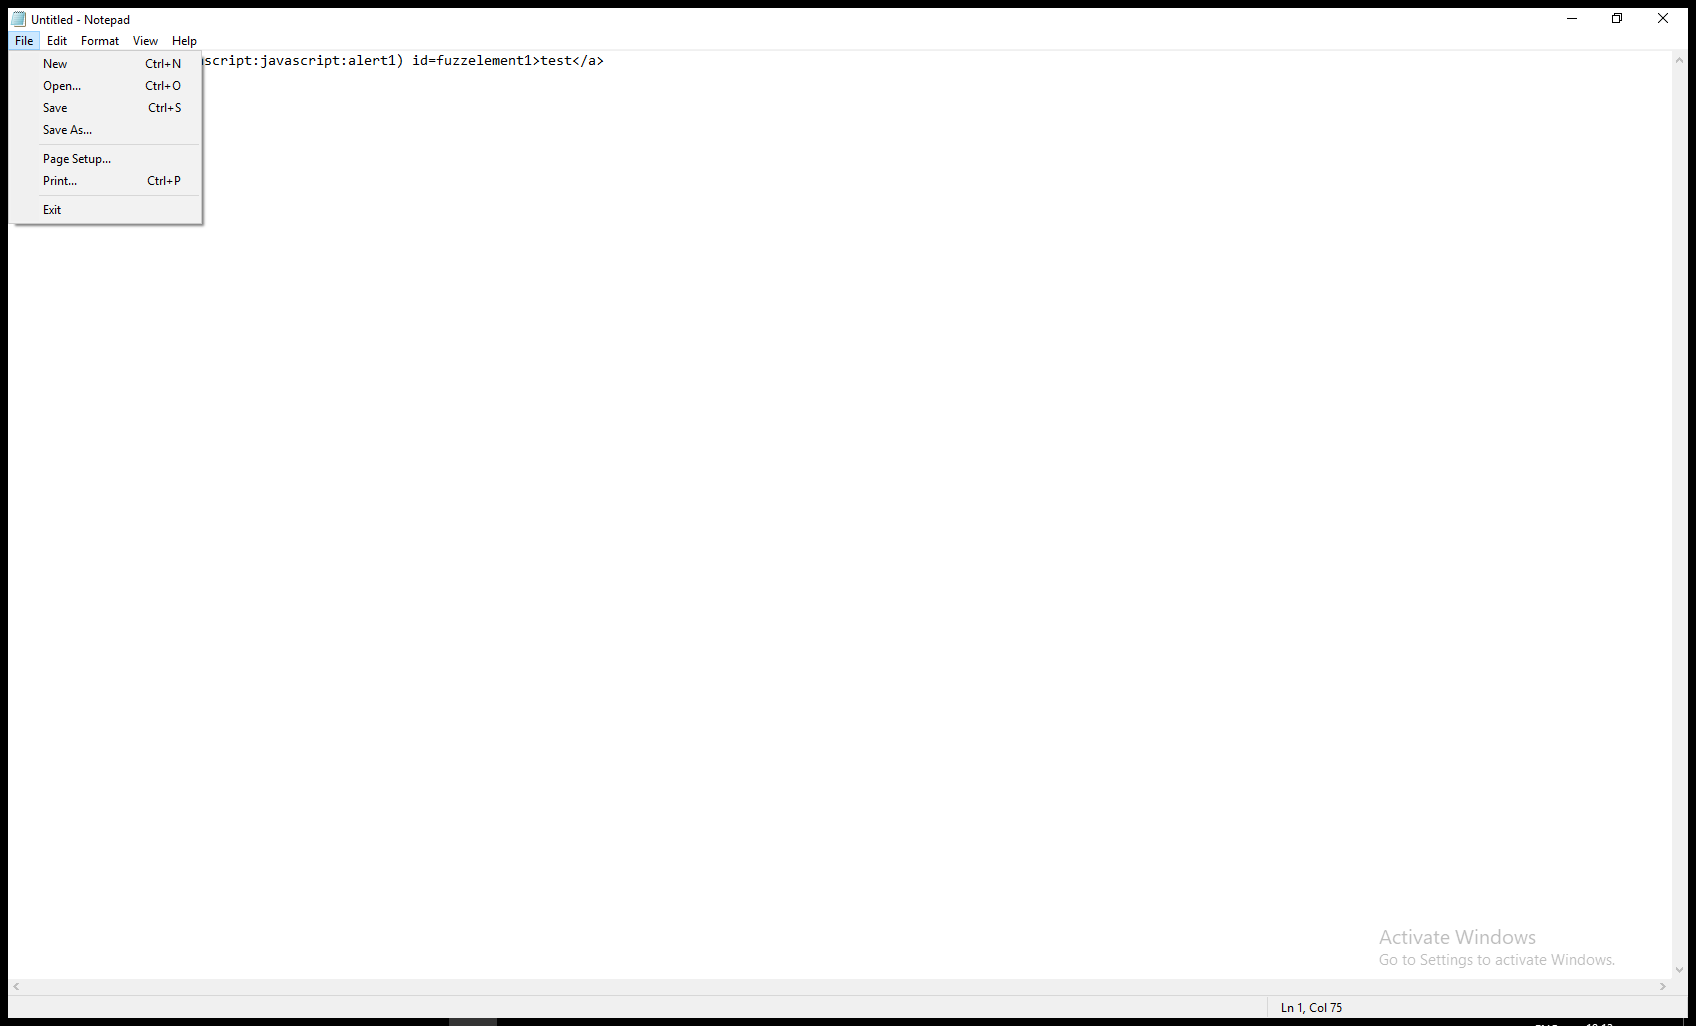 Untitled - Notepad
File Edit Format View Help
script:javascript:alert1) id=fuzzelement1>test</a>
New Ctrl+N
Open... Ctrl+O
Save Ctrl+S
Save As...
Page Setup...
Print... Ctrl+P
Exit
Activate Windows
Go to Settings to activate Windows.
Ln 1, Col 75